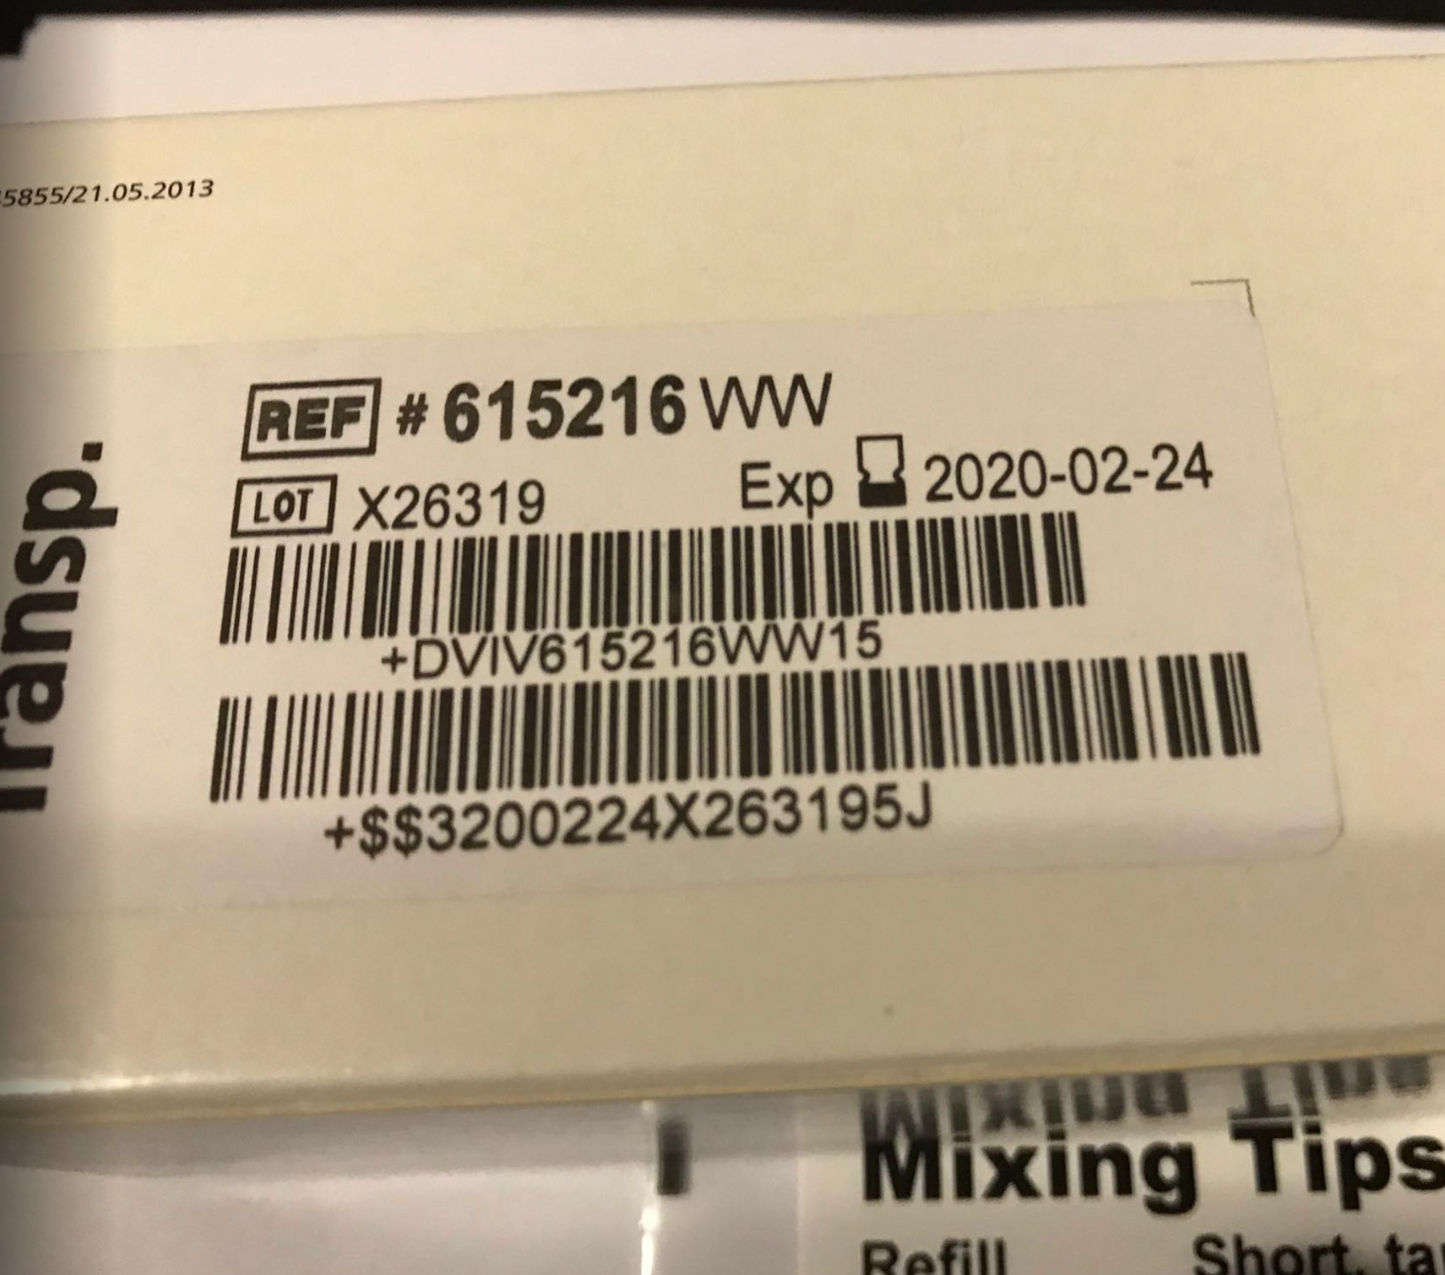 5855/21.05.2013
Transp.
REF # 615216 WW
LOT X26319 Exp 2020-02-24
+DVIV615216WW15
+$$3200224X263195J
Mixing Tips
Refill Short, ta